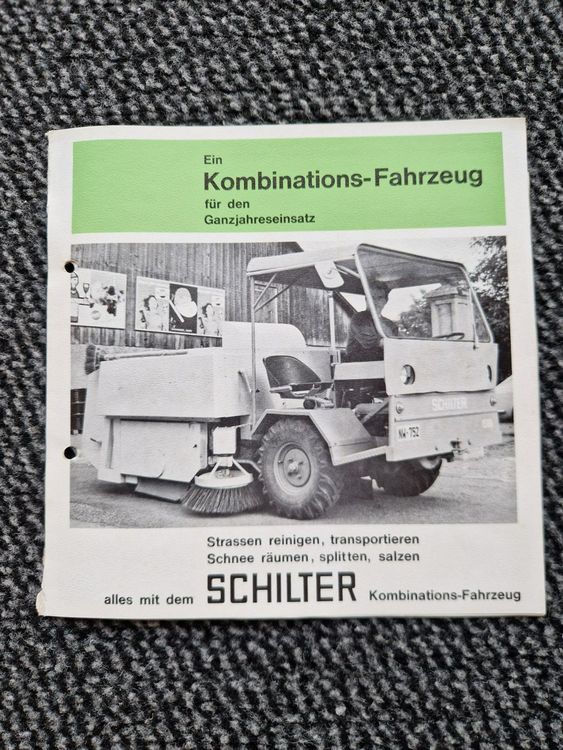 Ein
Kombinations-Fahrzeug
für den
Ganzjahreseinsatz
SCHILTER
NW·752
Strassen reinigen, transportieren
Schnee räumen, splitten, salzen
alles mit dem SCHILTER Kombinations-Fahrzeug